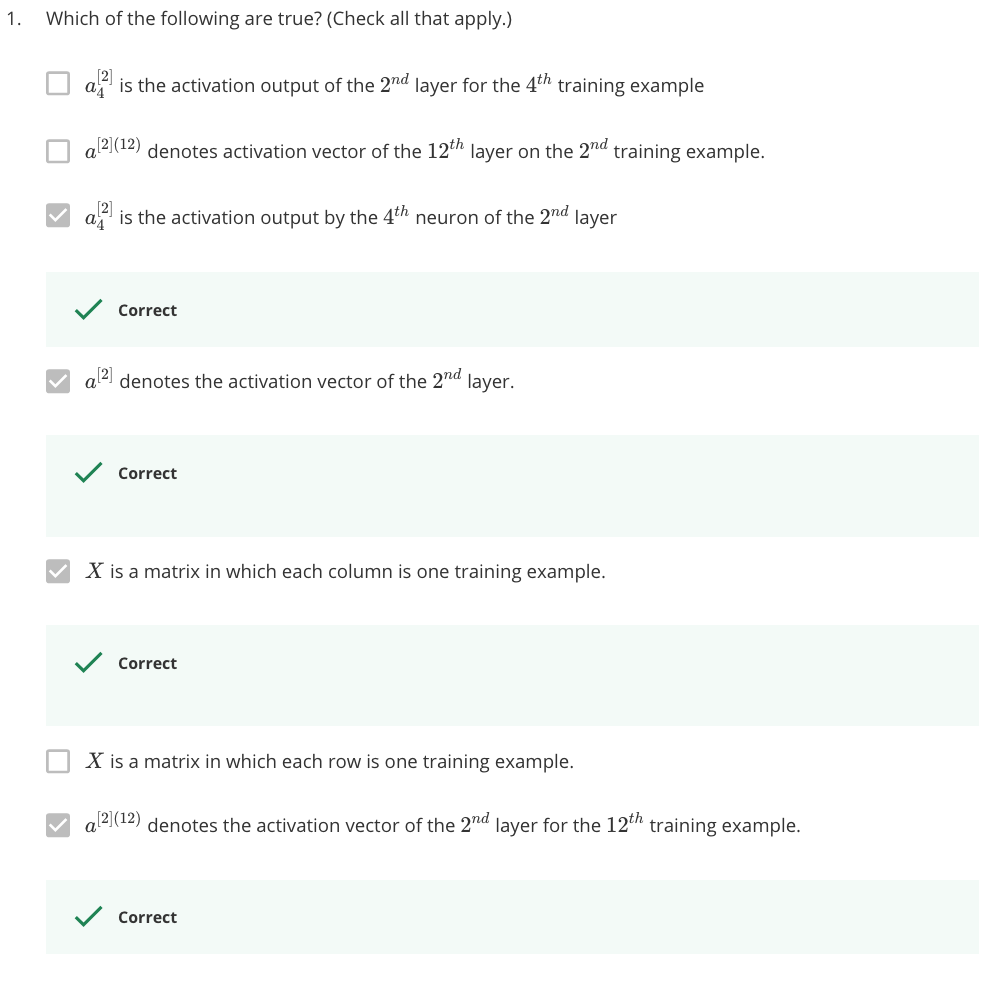 1. Which of the following are true? (Check all that apply.)
a₄^[2] is the activation output of the 2^nd layer for the 4^th training example
a^[2](12) denotes activation vector of the 12^th layer on the 2^nd training example.
a₄^[2] is the activation output by the 4^th neuron of the 2^nd layer
Correct
a^[2] denotes the activation vector of the 2^nd layer.
Correct
X is a matrix in which each column is one training example.
Correct
X is a matrix in which each row is one training example.
a^[2](12) denotes the activation vector of the 2^nd layer for the 12^th training example.
Correct